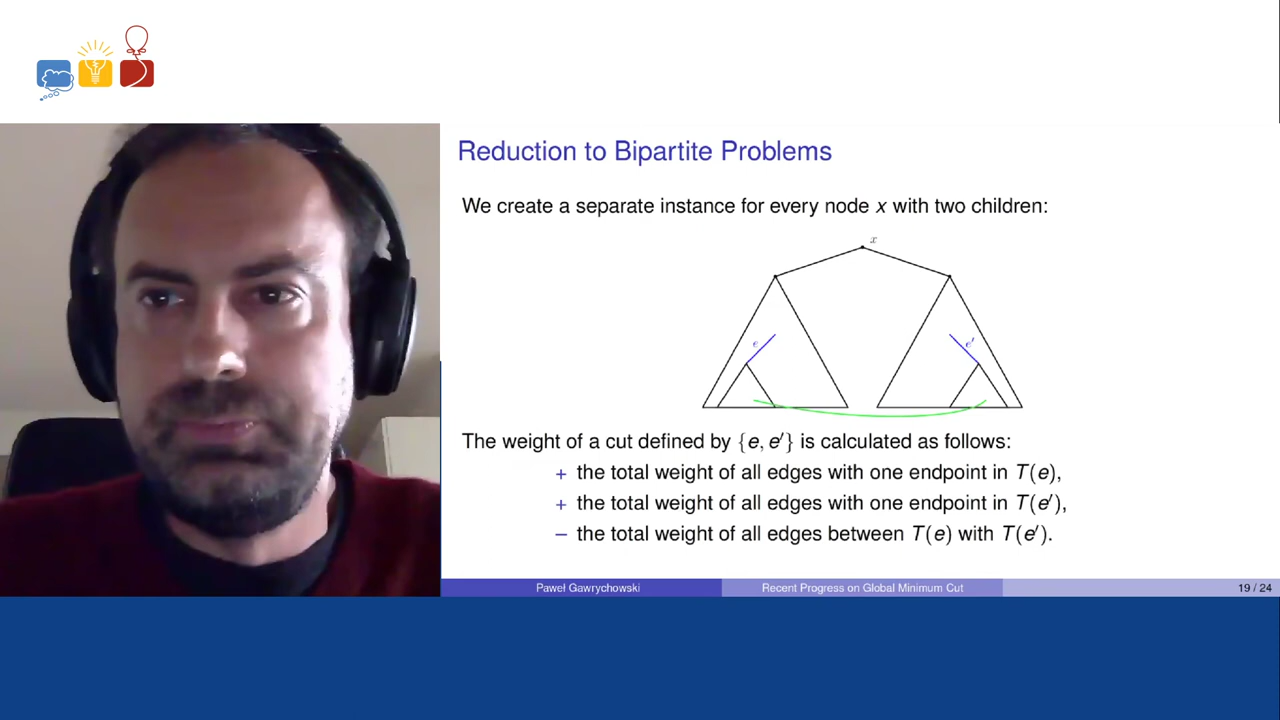 Reduction to Bipartite Problems
We create a separate instance for every node x with two children:
x
e
e′
The weight of a cut defined by {e, e′} is calculated as follows:
+ the total weight of all edges with one endpoint in T(e),
+ the total weight of all edges with one endpoint in T(e′),
− the total weight of all edges between T(e) with T(e′).
Paweł Gawrychowski
Recent Progress on Global Minimum Cut
19 / 24